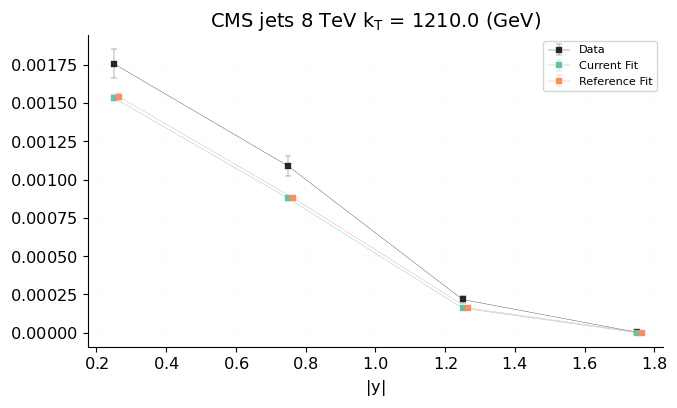 CMS jets 8 TeV k_T = 1210.0 (GeV)
Data
Current Fit
Reference Fit
0.00175
0.00150
0.00125
0.00100
0.00075
0.00050
0.00025
0.00000
0.2 0.4 0.6 0.8 1.0 1.2 1.4 1.6 1.8
|y|